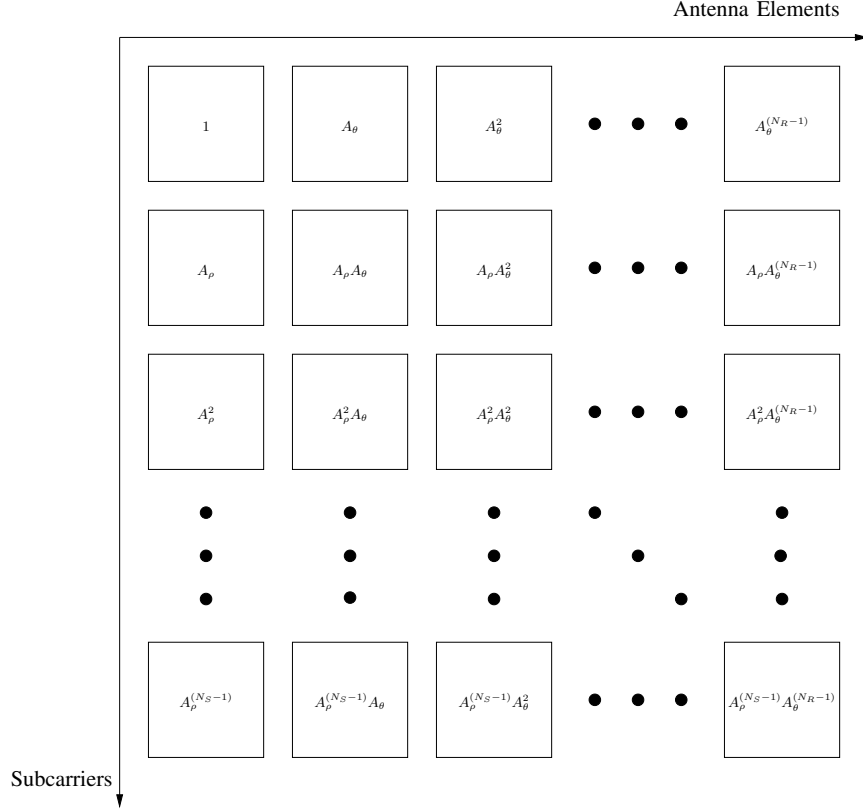 Antenna Elements
1 A_θ A_θ^2 A_θ^(N_R−1)
A_ρ A_ρA_θ A_ρA_θ^2 A_ρA_θ^(N_R−1)
A_ρ^2 A_ρ^2A_θ A_ρ^2A_θ^2 A_ρ^2A_θ^(N_R−1)
A_ρ^(N_S−1) A_ρ^(N_S−1)A_θ A_ρ^(N_S−1)A_θ^2 A_ρ^(N_S−1)A_θ^(N_R−1)
Subcarriers